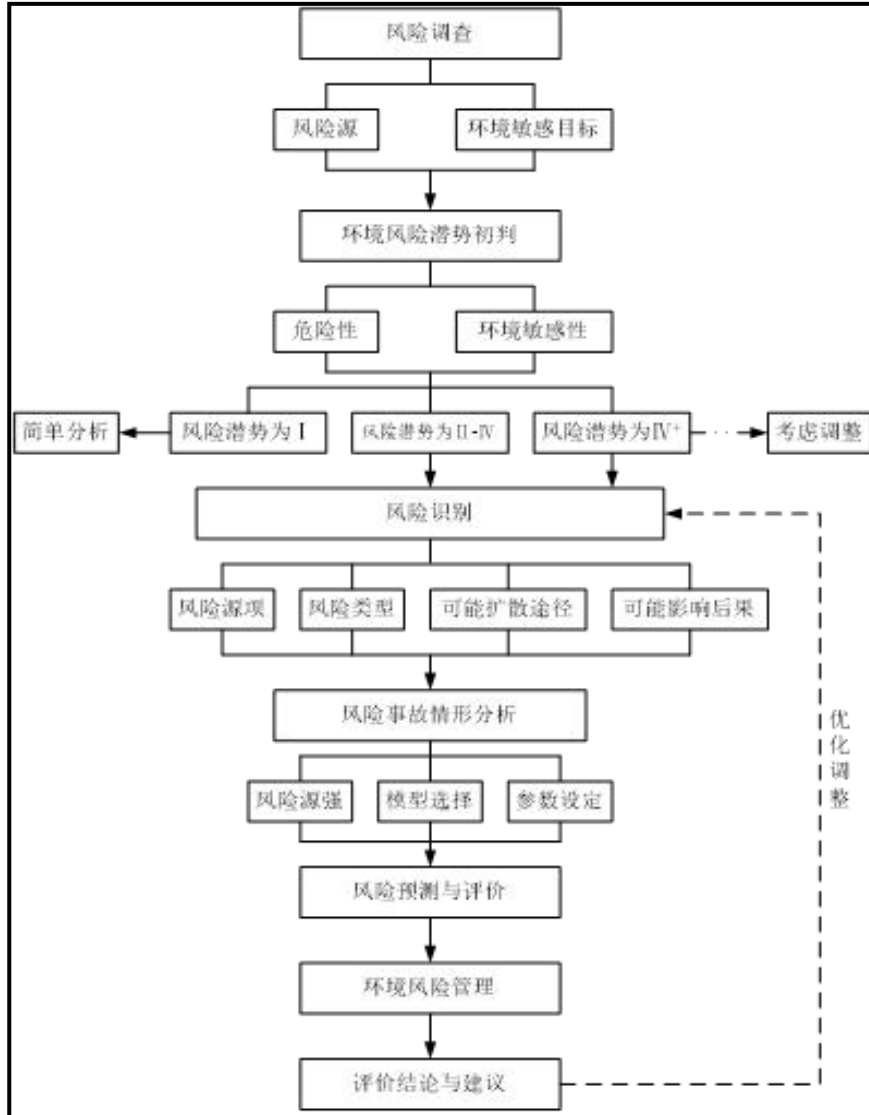 风险调查
风险源
环境敏感目标
环境风险潜势初判
危险性
环境敏感性
简单分析
风险潜势为Ⅰ
风险潜势为Ⅱ-Ⅳ
风险潜势为Ⅳ+
考虑调整
风险识别
风险源项
风险类型
可能扩散途径
可能影响后果
风险事故情形分析
风险源强
模型选择
参数设定
优化调整
风险预测与评价
环境风险管理
评价结论与建议